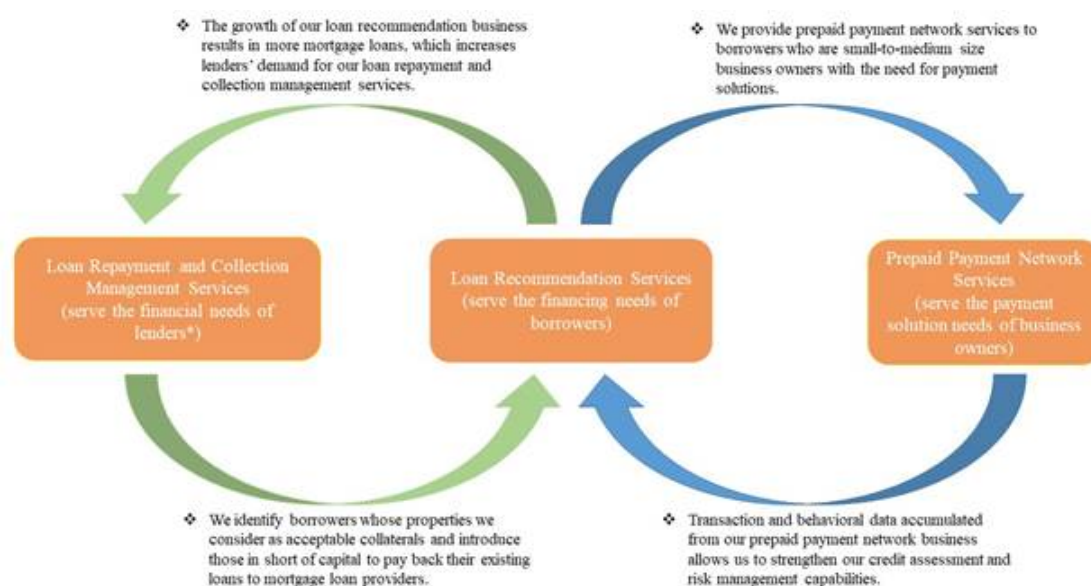 ❖ The growth of our loan recommendation business
results in more mortgage loans, which increases
lenders' demand for our loan repayment and
collection management services.
❖ We provide prepaid payment network services to
borrowers who are small-to-medium size
business owners with the need for payment
solutions.
Loan Repayment and Collection
Management Services
(serve the financial needs of
lenders*)
Loan Recommendation Services
(serve the financing needs of
borrowers)
Prepaid Payment Network
Services
(serve the payment
solution needs of business
owners)
❖ We identify borrowers whose properties we
consider as acceptable collaterals and introduce
those in short of capital to pay back their existing
loans to mortgage loan providers.
❖ Transaction and behavioral data accumulated
from our prepaid payment network business
allows us to strengthen our credit assessment and
risk management capabilities.